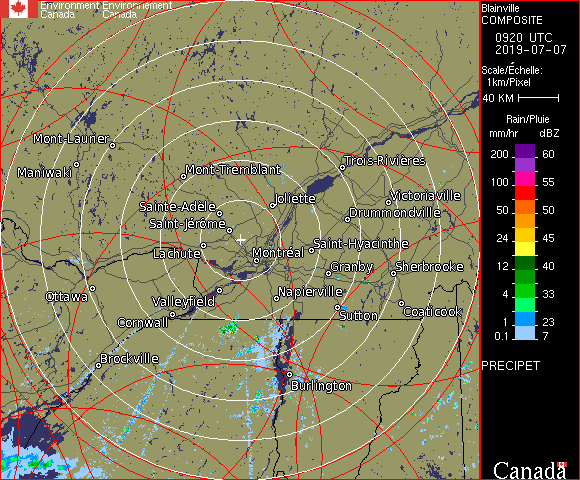 Environment Environnement
Canada Canada
Blainville
COMPOSITE
0920 UTC
2019-07-07
Scale/Échelle:
1km/Pixel
40 KM
Rain/Pluie
mm/hr dBZ
200 60
100 55
50 50
24 45
12 40
4 33
1 23
0.1 7
PRECIPET
Canada
Mont-Laurier
Maniwaki
Mont-Tremblant
Trois-Rivières
Joliette
Victoriaville
Sainte-Adèle
Drummondville
Saint-Jérôme
Saint-Hyacinthe
Lachute
Montréal
Granby
Sherbrooke
Ottawa
Valleyfield
Napierville
Cornwall
Sutton
Coaticook
Brockville
Burlington